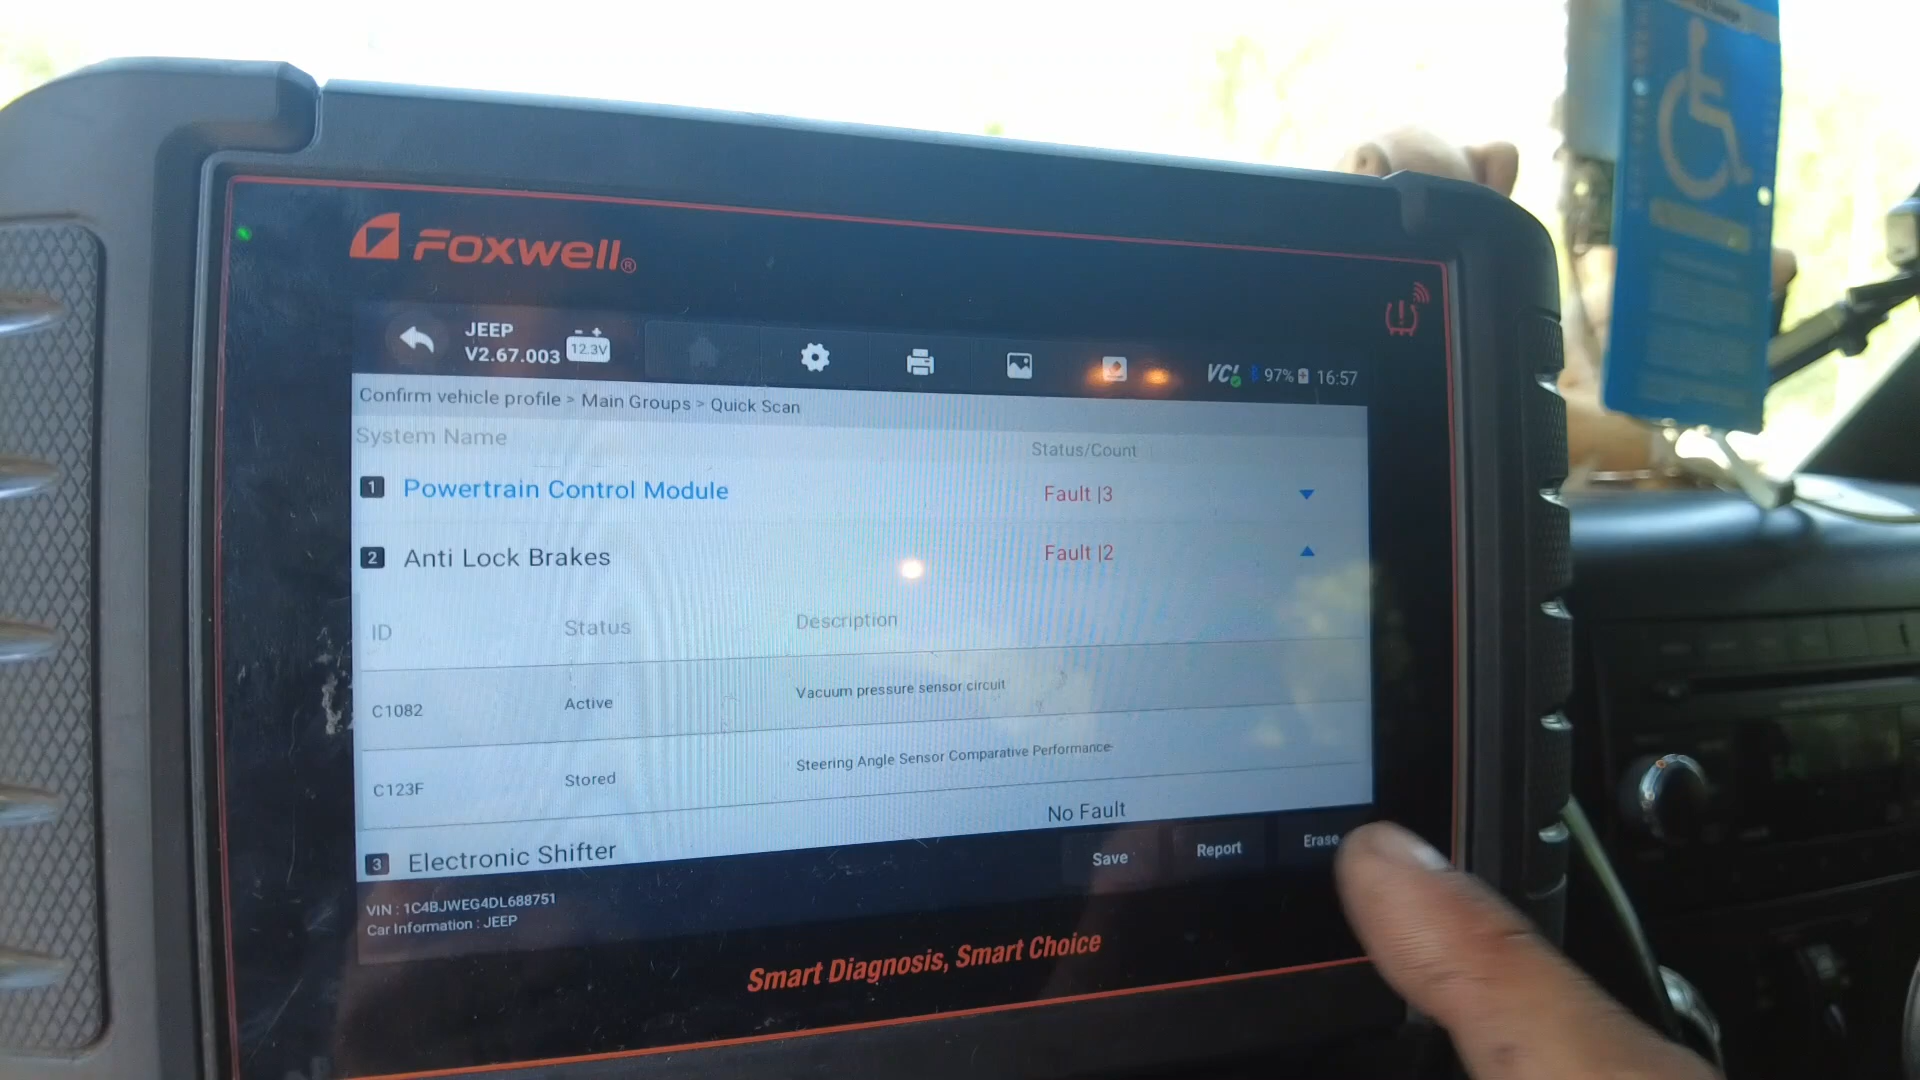 FOXWELL®
JEEP
V2.67.003
12.3V
VCI
97%
16:57
Confirm vehicle profile > Main Groups > Quick Scan
System Name
Status/Count
1 Powertrain Control Module Fault |3
2 Anti Lock Brakes Fault |2
ID Status Description
C1082 Active Vacuum pressure sensor circuit
C123F Stored Steering Angle Sensor Comparative Performance
3 Electronic Shifter No Fault
Save Report Erase
VIN : 1C4BJWEG4DL688751
Car Information : JEEP
Smart Diagnosis, Smart Choice